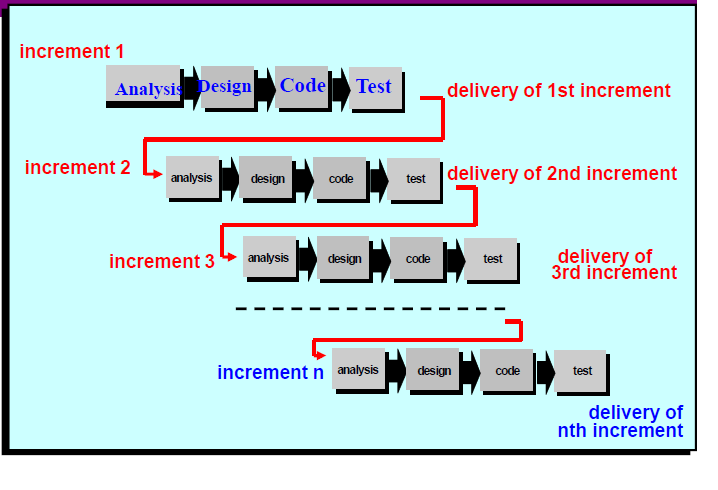 increment 1
Analysis Design Code Test
delivery of 1st increment
increment 2
analysis design code test
delivery of 2nd increment
increment 3
analysis design code test
delivery of
3rd increment
increment n
analysis design code test
delivery of
nth increment